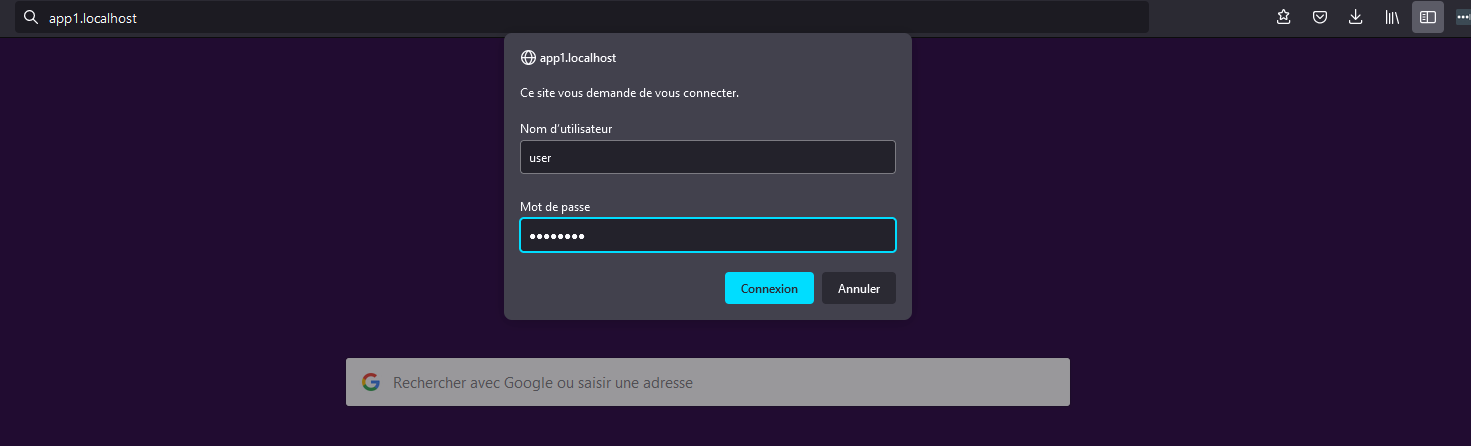 app1.localhost
app1.localhost
Ce site vous demande de vous connecter.
Nom d'utilisateur
user
Mot de passe
••••••••
Connexion Annuler
Rechercher avec Google ou saisir une adresse